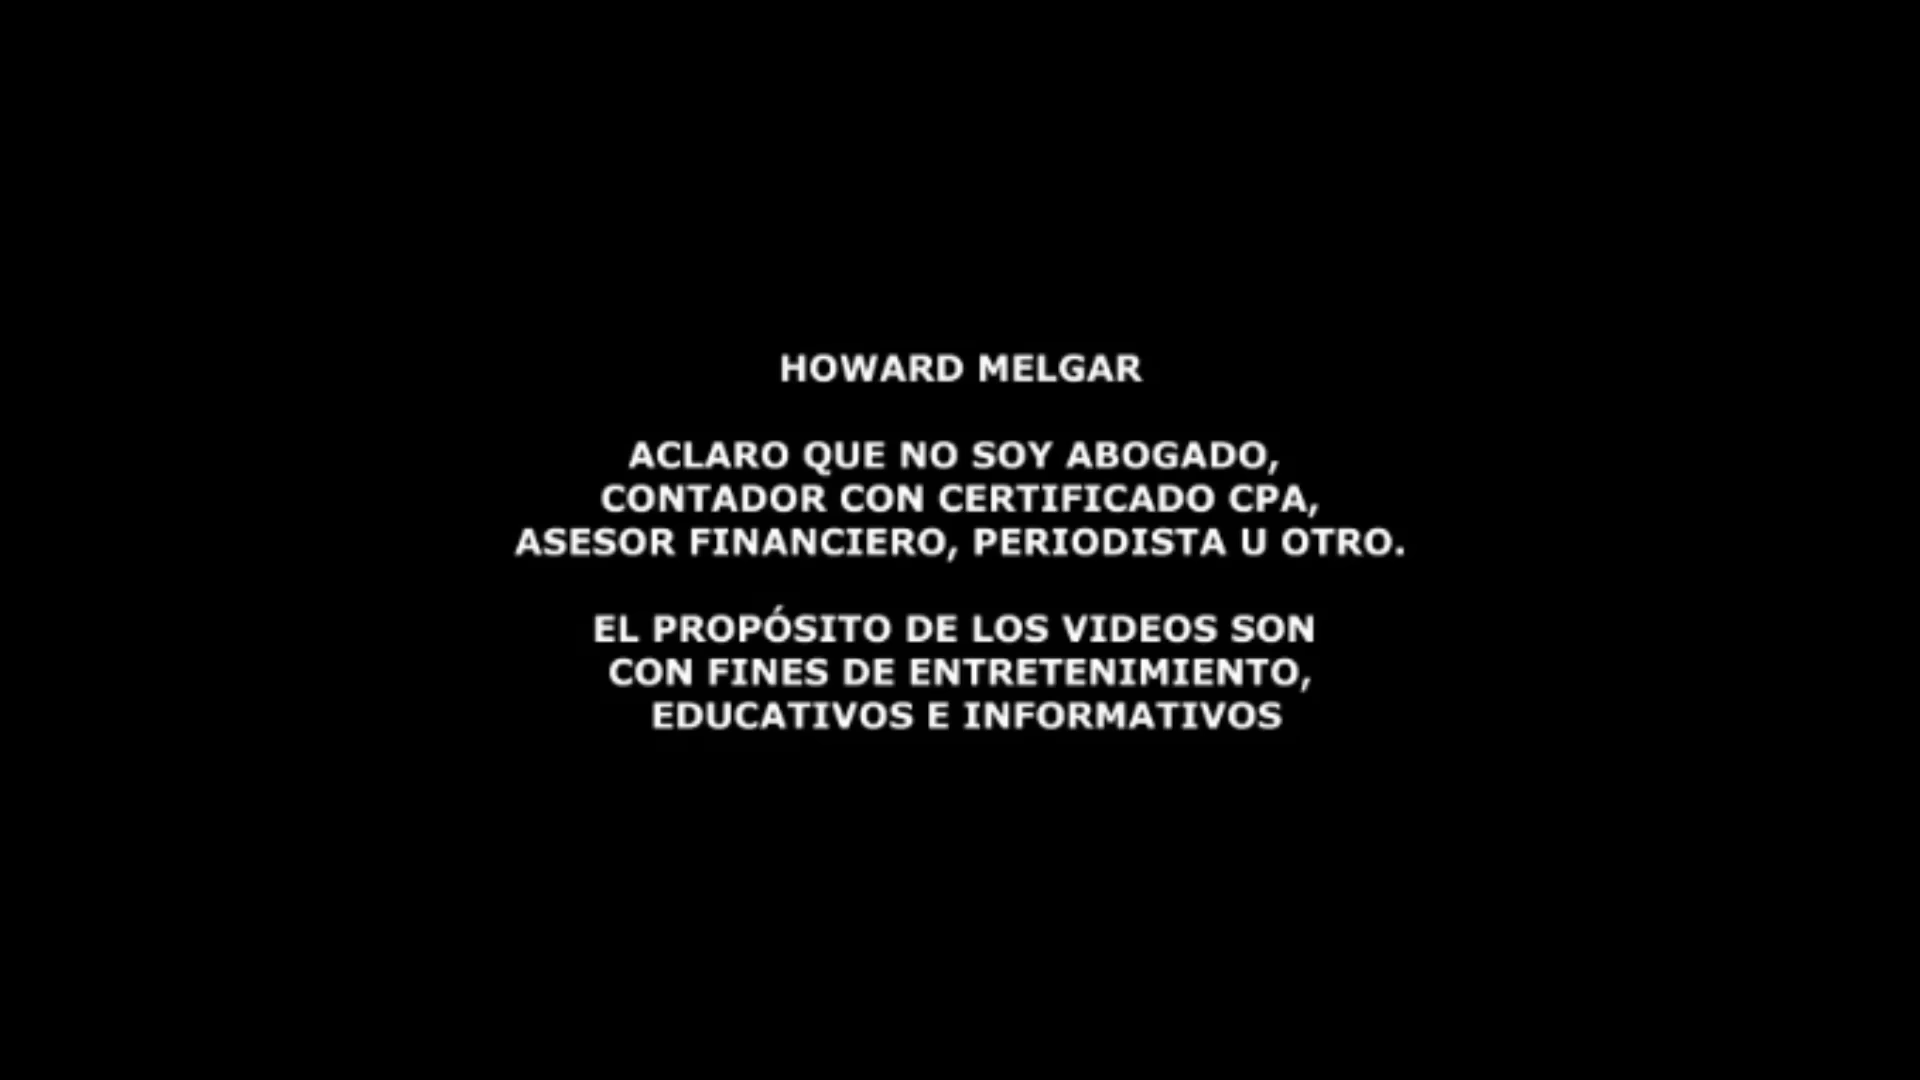 HOWARD MELGAR
ACLARO QUE NO SOY ABOGADO,
CONTADOR CON CERTIFICADO CPA,
ASESOR FINANCIERO, PERIODISTA U OTRO.
EL PROPÓSITO DE LOS VIDEOS SON
CON FINES DE ENTRETENIMIENTO,
EDUCATIVOS E INFORMATIVOS